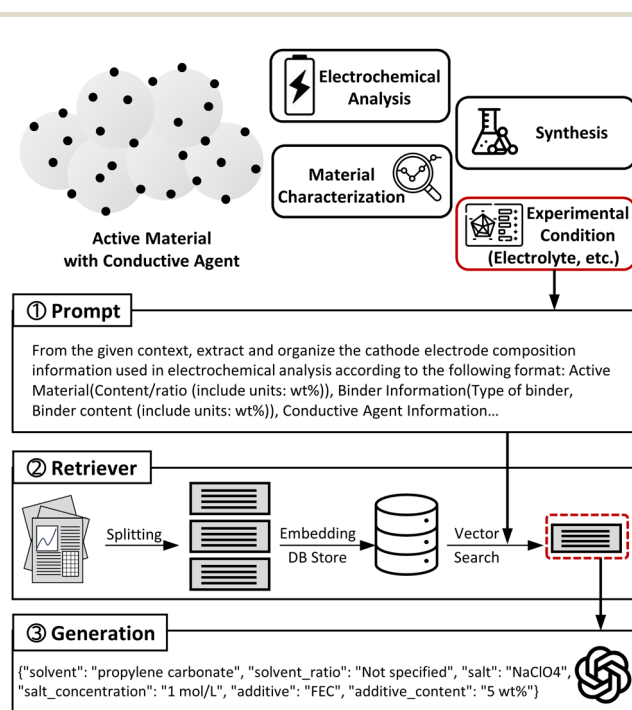 Electrochemical
Analysis
Synthesis
Material
Characterization
Experimental
Condition
(Electrolyte, etc.)
Active Material
with Conductive Agent
① Prompt
From the given context, extract and organize the cathode electrode composition
information used in electrochemical analysis according to the following format: Active
Material(Content/ratio (include units: wt%)), Binder Information(Type of binder,
Binder content (include units: wt%)), Conductive Agent Information…
② Retriever
Splitting
Embedding
DB Store
Vector
Search
③ Generation
{"solvent": "propylene carbonate", "solvent_ratio": "Not specified", "salt": "NaClO4",
"salt_concentration": "1 mol/L", "additive": "FEC", "additive_content": "5 wt%"}